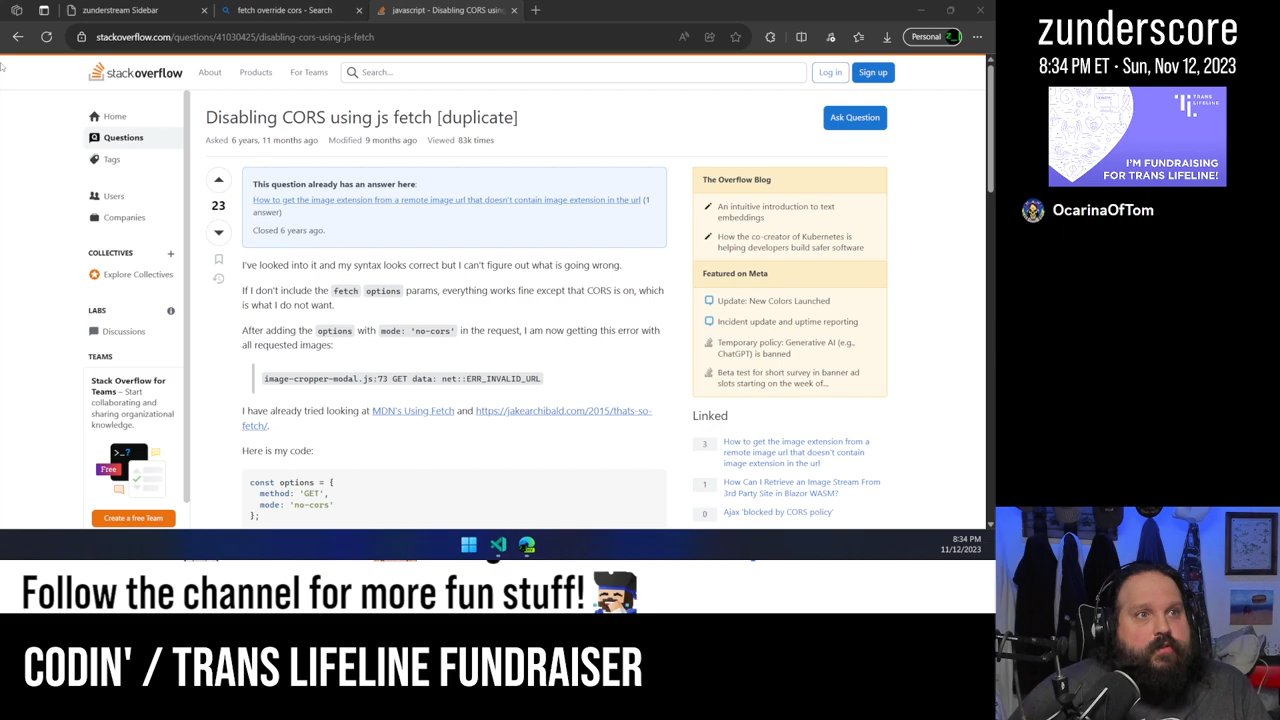 zunderstream Sidebar
fetch override cors - Search
javascript - Disabling CORS using
stackoverflow.com/questions/41030425/disabling-cors-using-js-fetch
Personal
stackoverflow
About
Products
For Teams
Search...
Log in
Sign up
Home
Questions
Tags
Users
Companies
COLLECTIVES
Explore Collectives
LABS
Discussions
TEAMS
Stack Overflow for
Teams – Start
collaborating and
sharing organizational
knowledge.
Free
Create a free Team
Disabling CORS using js fetch [duplicate]
Ask Question
Asked 6 years, 11 months ago Modified 9 months ago Viewed 83k times
23
This question already has an answer here:
How to get the image extension from a remote image url that doesn't contain image extension in the url (1
answer)
Closed 6 years ago.
I've looked into it and my syntax looks correct but I can't figure out what is going wrong.
If I don't include the fetch options params, everything works fine except that CORS is on, which
is what I do not want.
After adding the options with mode: 'no-cors' in the request, I am now getting this error with
all requested images:
image-cropper-modal.js:73 GET data: net::ERR_INVALID_URL
I have already tried looking at MDN's Using Fetch and https://jakearchibald.com/2015/thats-so-
fetch/.
Here is my code:
const options = {
method: 'GET',
mode: 'no-cors'
};
The Overflow Blog
An intuitive introduction to text
embeddings
How the co-creator of Kubernetes is
helping developers build safer software
Featured on Meta
Update: New Colors Launched
Incident update and uptime reporting
Temporary policy: Generative AI (e.g.,
ChatGPT) is banned
Beta test for short survey in banner ad
slots starting on the week of...
Linked
3
How to get the image extension from a
remote image url that doesn't contain
image extension in the url
1
How Can I Retrieve an Image Stream From
3rd Party Site in Blazor WASM?
0
Ajax 'blocked by CORS policy'
8:34 PM
11/12/2023
zunderscore
8:34 PM ET · Sun, Nov 12, 2023
TRANS
LIFELINE
I'M FUNDRAISING
FOR TRANS LIFELINE!
OcarinaOfTom
Follow the channel for more fun stuff!
CODIN' / TRANS LIFELINE FUNDRAISER